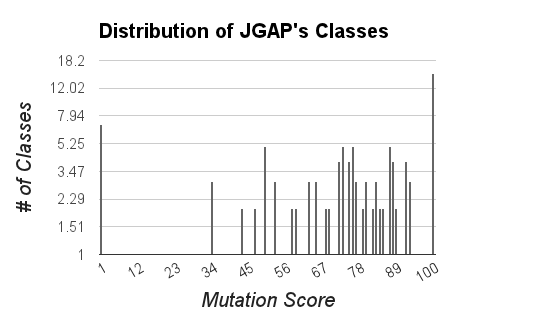 Distribution of JGAP's Classes
18.2
12.02
7.94
5.25
3.47
2.29
1.51
1
# of Classes
1 12 23 34 45 56 67 78 89 100
Mutation Score